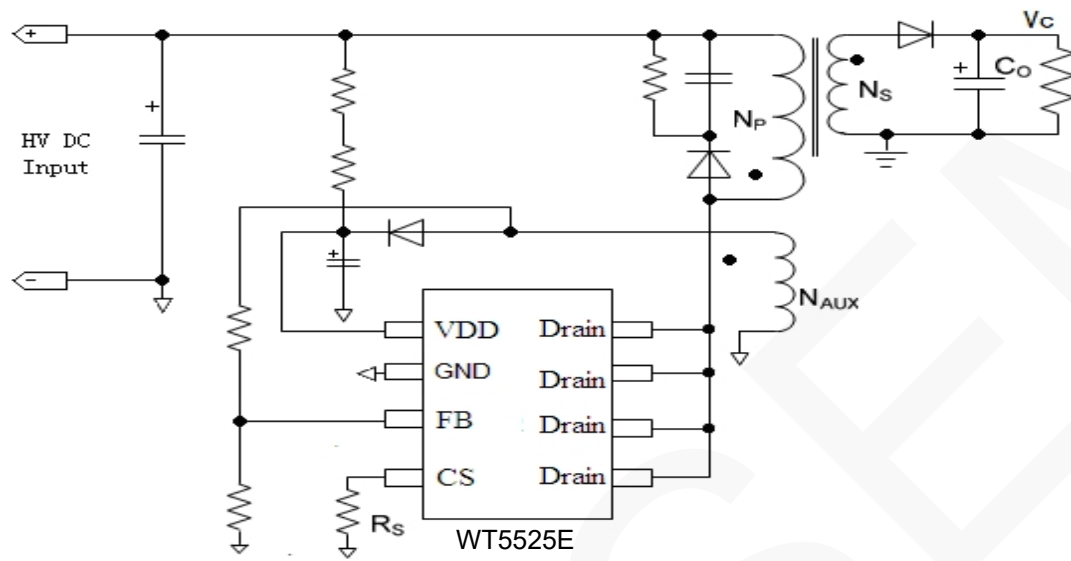 +
Vc
+
Co
Ns
NP
+
HV DC
Input
+
NAUX
−
VDD
Drain
GND
Drain
FB
Drain
CS
Drain
Rs
WT5525E